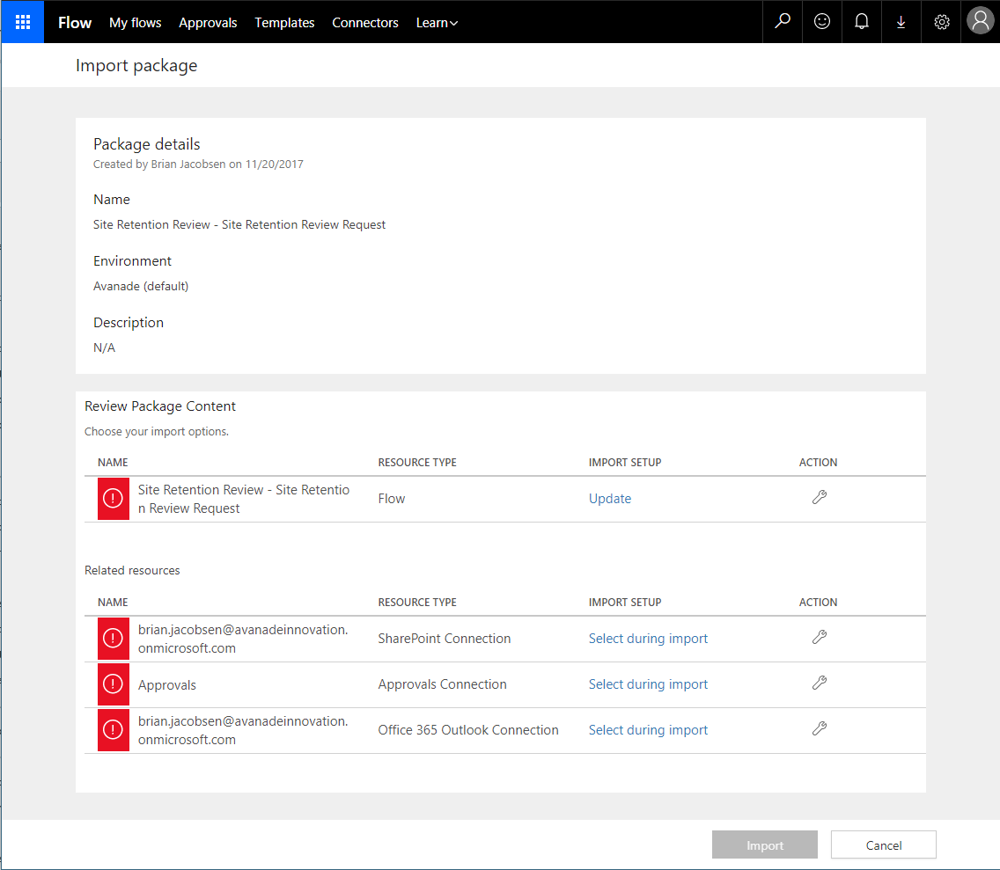 Flow My flows Approvals Templates Connectors Learn
Import package
Package details
Created by Brian Jacobsen on 11/20/2017
Name
Site Retention Review - Site Retention Review Request
Environment
Avanade (default)
Description
N/A
Review Package Content
Choose your import options.
NAME RESOURCE TYPE IMPORT SETUP ACTION
Site Retention Review - Site Retentio
n Review Request
Flow Update
Related resources
NAME RESOURCE TYPE IMPORT SETUP ACTION
brian.jacobsen@avanadeinnovation.
onmicrosoft.com
SharePoint Connection Select during import
Approvals Approvals Connection Select during import
brian.jacobsen@avanadeinnovation.
onmicrosoft.com
Office 365 Outlook Connection Select during import
Import Cancel